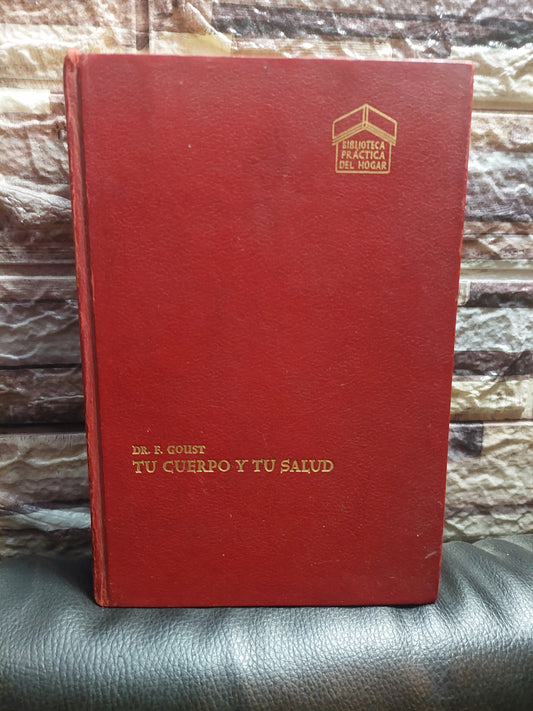 BIBLIOTECA
PRÁCTICA
DEL HOGAR
DR. F. GOUST
TU CUERPO Y TU SALUD